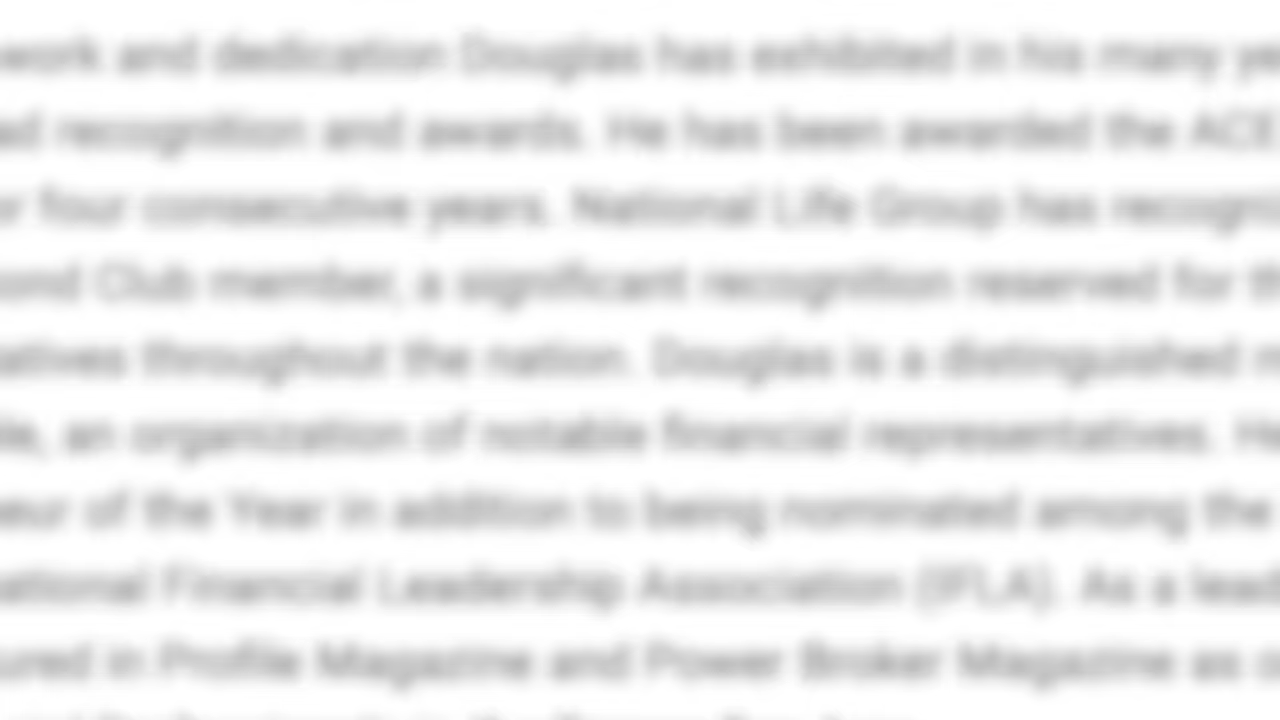 work and dedication Douglas has exhibited in his many
recognition and awards. He has been awarded the ACE
four consecutive years. National Life Group has
Club member, a significant recognition reserved for
throughout the nation. Douglas is a distinguished
an organization of notable financial representatives. He
of the Year in addition to being nominated among the
Financial Leadership Association (IFLA). As a
in Profile Magazine and Power Broker Magazine as